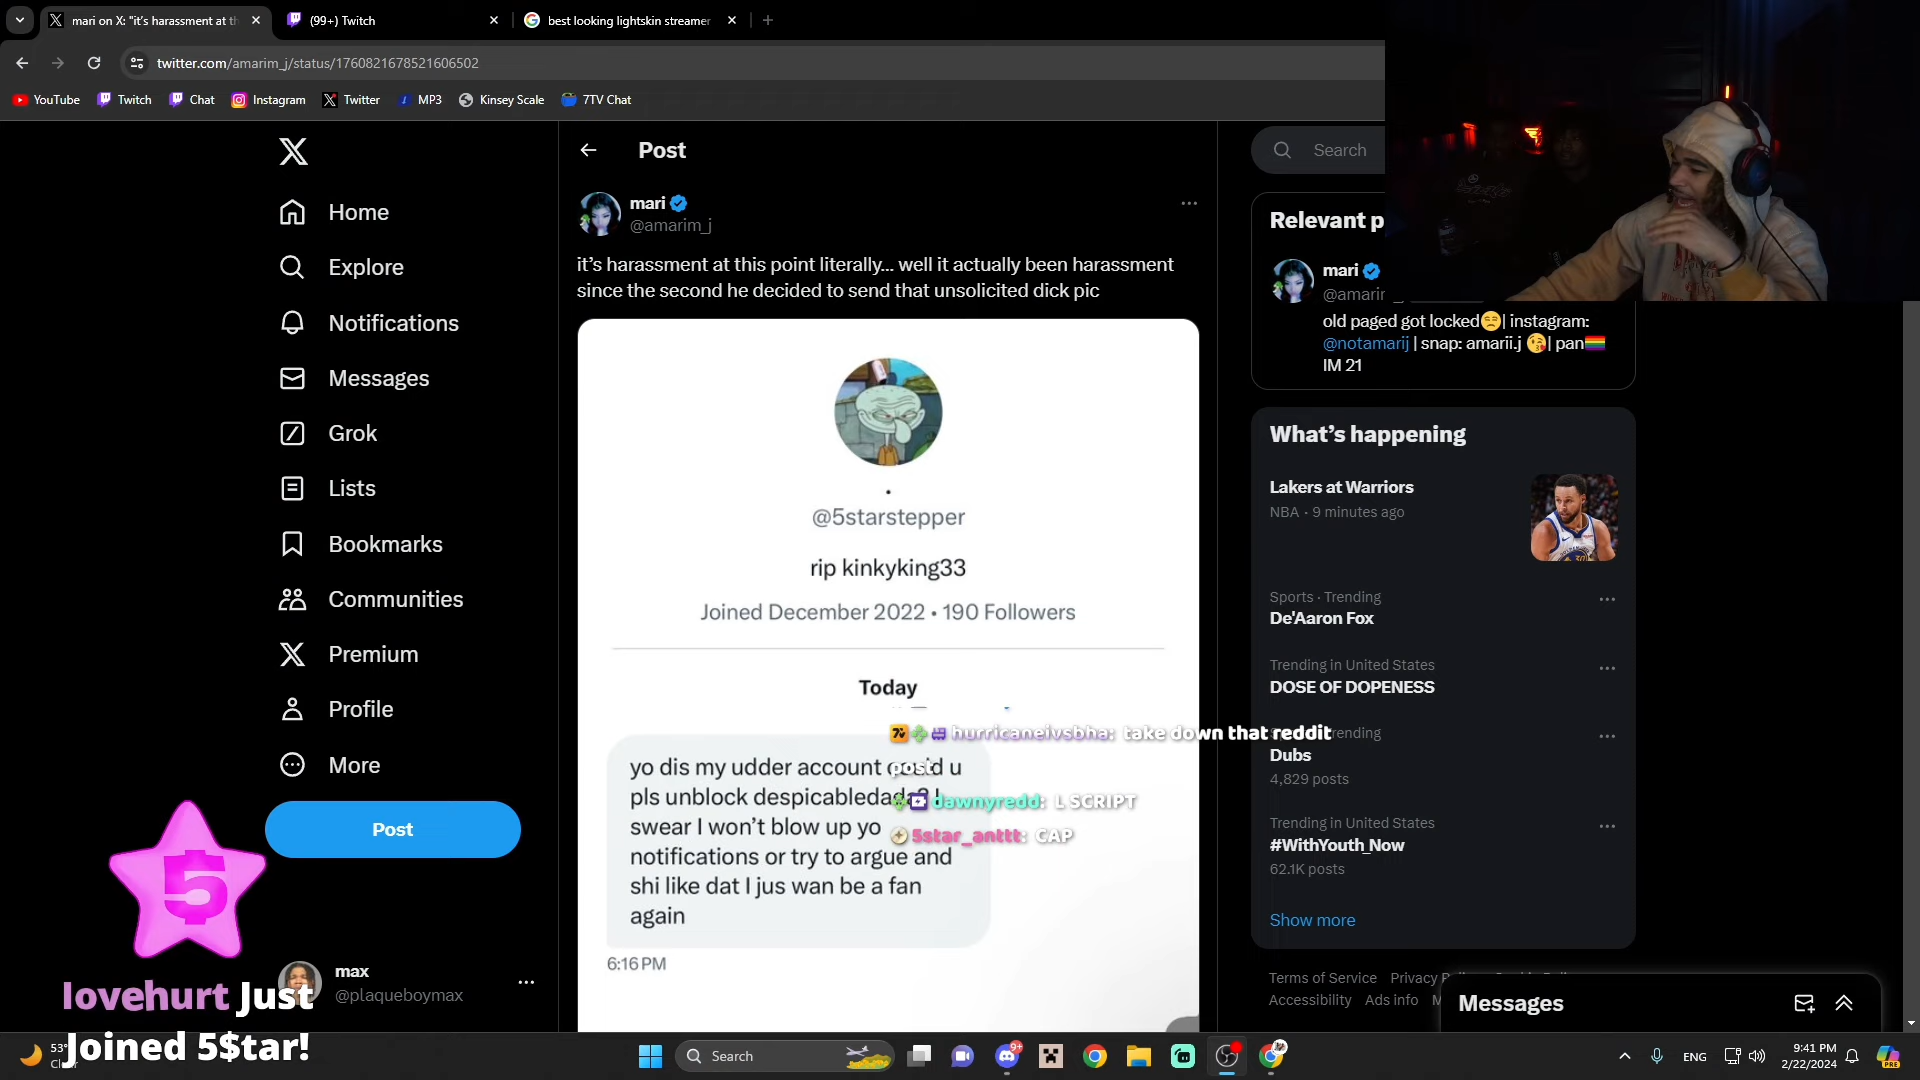 mari on X: "it's harassment at th
(99+) Twitch
best looking lightskin streamer
twitter.com/amarim_j/status/1760821678521606502
YouTube
Twitch
Chat
Instagram
Twitter
MP3
Kinsey Scale
7TV Chat
Home
Explore
Notifications
Messages
Grok
Lists
Bookmarks
Communities
Premium
Profile
More
Post
5
max
@plaqueboymax
lovehurt Just
Joined 5$tar!
53°
Post
mari
@amarim_j
it's harassment at this point literally... well it actually been harassment
since the second he decided to send that unsolicited dick pic
.
@5starstepper
rip kinkyking33
Joined December 2022 • 190 Followers
Today
yo dis my udder account u
pls unblock
swear I won't blow up yo
notifications or try to argue and
shi like dat I jus wan be a fan
again
6:16 PM
hurricaneivsbha: take down that reddit
post
dawnyredd: L SCRIPT
5star_anttt: CAP
Search
Relevant p
mari
@amarim_j
old paged got locked😒| instagram:
@notamarij | snap: amarii.j 😘| pan🏳️‍🌈
IM 21
What's happening
Lakers at Warriors
NBA · 9 minutes ago
Sports · Trending
De'Aaron Fox
Trending in United States
DOSE OF DOPENESS
Trending
Dubs
4,829 posts
Trending in United States
#WithYouth_Now
62.1K posts
Show more
Terms of Service Privacy
Accessibility Ads info
Messages
Search
9+
ENG
9:41 PM
2/22/2024
PRE